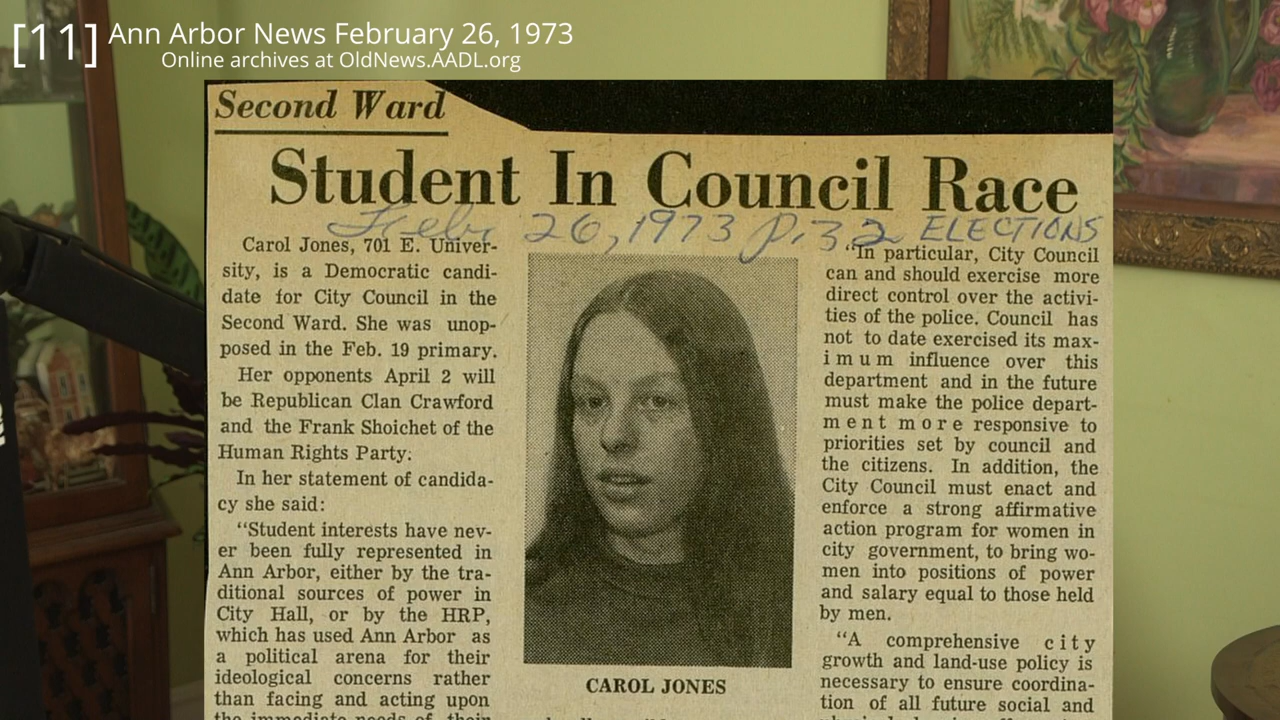 [11] Ann Arbor News February 26, 1973
Online archives at OldNews.AADL.org
Second Ward
Student In Council Race
Feb 26, 1973 p.32 ELECTIONS
Carol Jones, 701 E. Univer-
sity, is a Democratic candi-
date for City Council in the
Second Ward. She was unop-
posed in the Feb. 19 primary.
Her opponents April 2 will
be Republican Clan Crawford
and the Frank Shoichet of the
Human Rights Party.
In her statement of candida-
cy she said:
"Student interests have nev-
er been fully represented in
Ann Arbor, either by the tra-
ditional sources of power in
City Hall, or by the HRP,
which has used Ann Arbor as
a political arena for their
ideological concerns rather
than facing and acting upon
the immediate needs of their
CAROL JONES
"In particular, City Council
can and should exercise more
direct control over the activi-
ties of the police. Council has
not to date exercised its max-
imum influence over this
department and in the future
must make the police depart-
ment more responsive to
priorities set by council and
the citizens. In addition, the
City Council must enact and
enforce a strong affirmative
action program for women in
city government, to bring wo-
men into positions of power
and salary equal to those held
by men.
"A comprehensive city
growth and land-use policy is
necessary to ensure coordina-
tion of all future social and